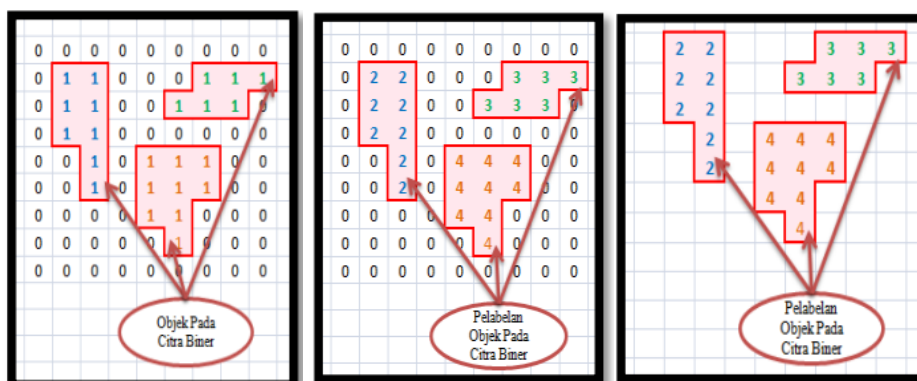 0 0 0 0 0 0 0 0 0
0 1 1 0 0 0 1 1 1
0 1 1 0 0 1 1 1 0
0 1 1 0 0 0 0 0 0
0 0 1 0 1 1 1 0 0
0 0 1 0 1 1 1 0 0
0 0 0 0 1 1 0 0 0
0 0 0 0 0 1 0 0 0
0 0 0 0 0 0 0 0 0
Objek Pada
Citra Biner
0 0 0 0 0 0 0 0 0
0 2 2 0 0 0 3 3 3
0 2 2 0 0 3 3 3 0
0 2 2 0 0 0 0 0 0
0 0 2 0 4 4 4 0 0
0 0 2 0 4 4 4 0 0
0 0 0 0 4 4 0 0 0
0 0 0 0 0 4 0 0 0
0 0 0 0 0 0 0 0 0
Pelabelan
Objek Pada
Citra Biner
2 2 3 3 3
2 2 3 3 3
2 2
2 4 4 4
2 4 4 4
4 4
4
Pelabelan
Objek Pada
Citra Biner